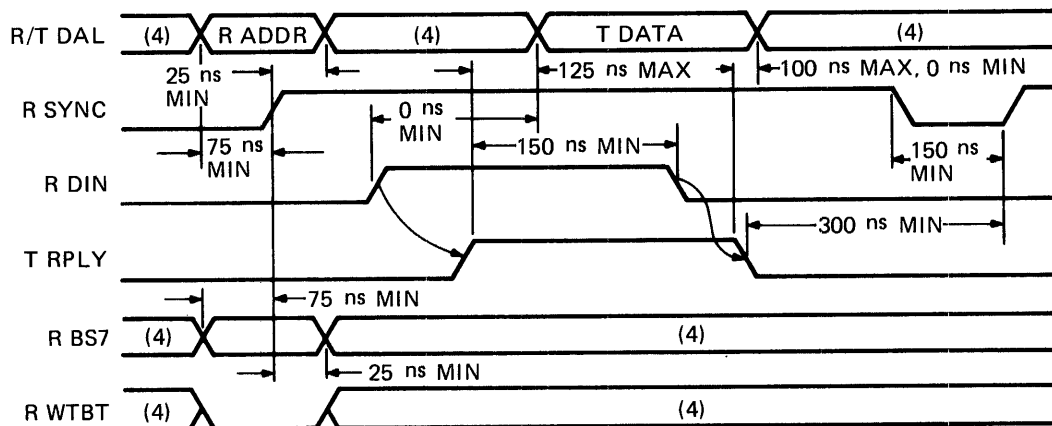 R/T DAL (4) R ADDR (4) T DATA (4)
25 ns MIN
125 ns MAX
100 ns MAX, 0 ns MIN
R SYNC
0 ns MIN
75 ns MIN
150 ns MIN
150 ns MIN
R DIN
300 ns MIN
T RPLY
75 ns MIN
R BS7 (4) (4)
25 ns MIN
R WTBT (4) (4)